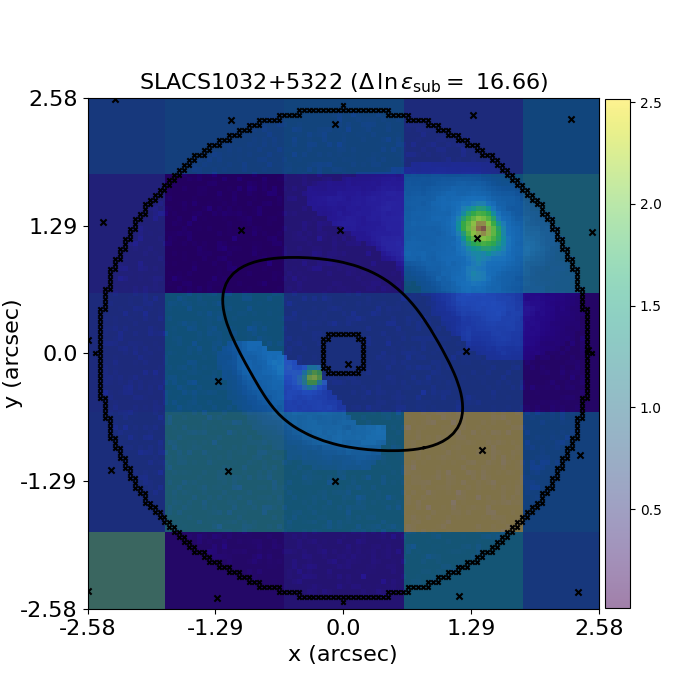 SLACS1032+5322 (Δ ln ε_sub = 16.66)
2.58
1.29
0.0
-1.29
-2.58
y (arcsec)
-2.58 -1.29 0.0 1.29 2.58
x (arcsec)
2.5
2.0
1.5
1.0
0.5